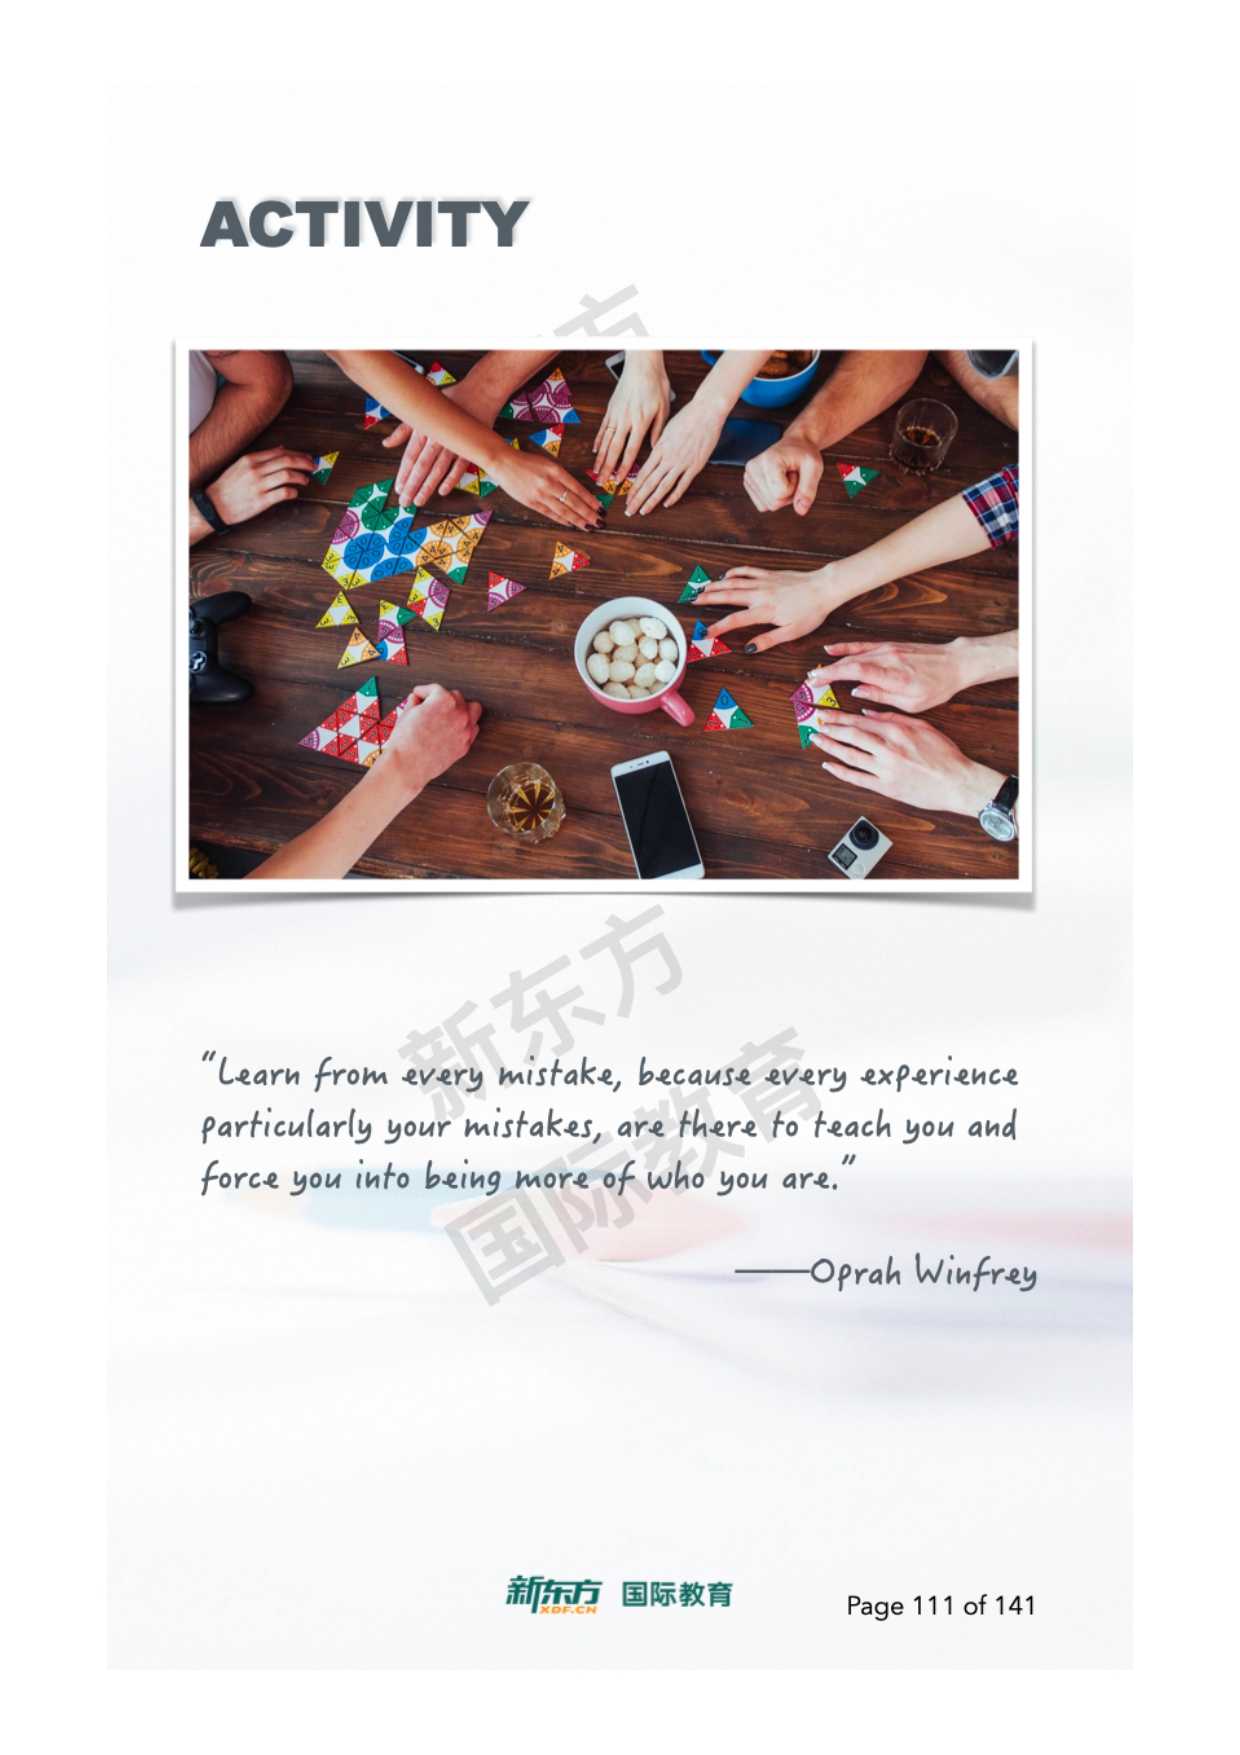 ACTIVITY
方
新东方
国际教育
“Learn from every mistake, because every experience
particularly your mistakes, are there to teach you and
force you into being more of who you are.”
——Oprah Winfrey
新东方 国际教育
XDF.CN
Page 111 of 141